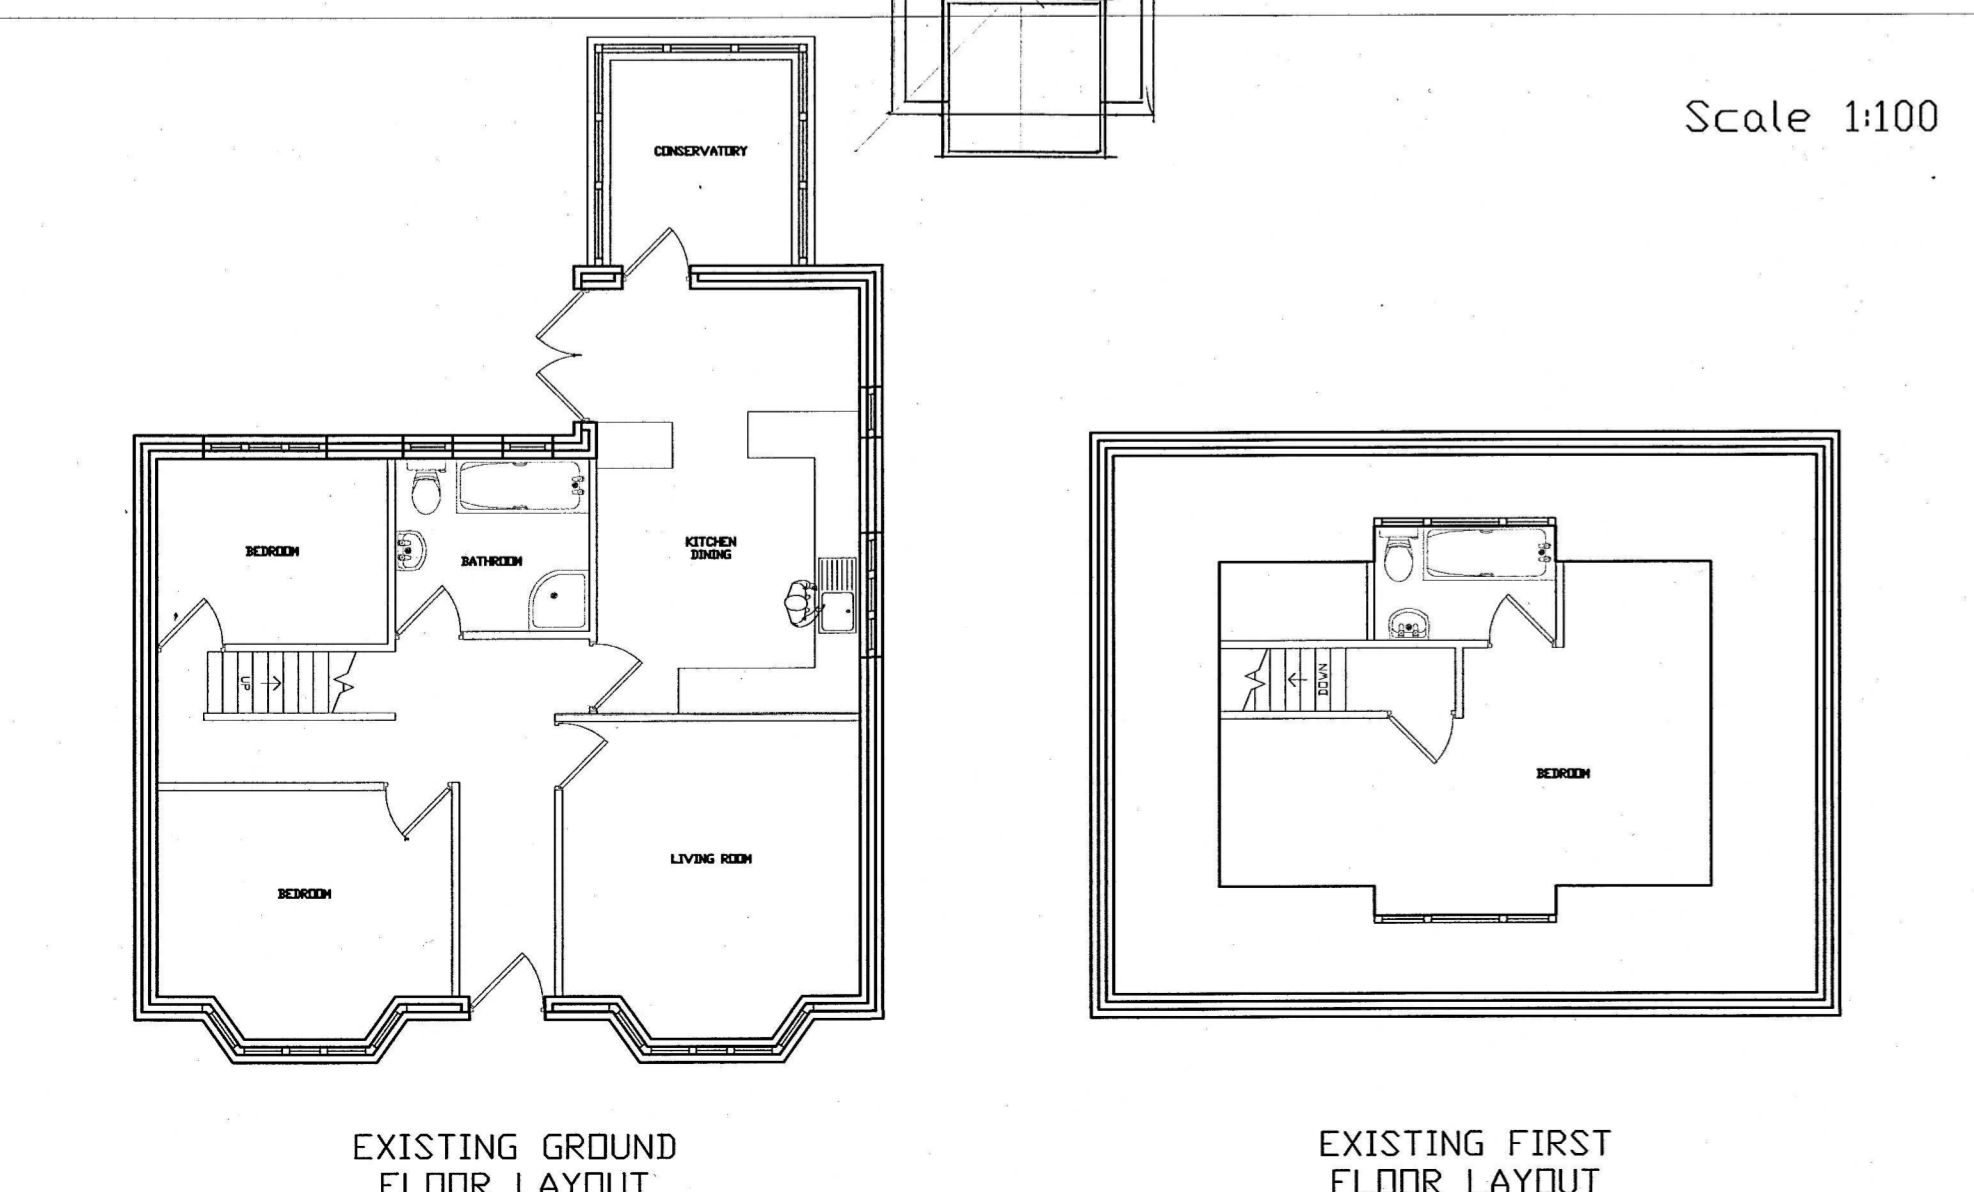 Scale 1:100
CONSERVATORY
BEDROOM
BATHROOM
KITCHEN
DINING
UP
BEDROOM
LIVING ROOM
DOWN
BEDROOM
EXISTING GROUND
FLOOR LAYOUT
EXISTING FIRST
FLOOR LAYOUT